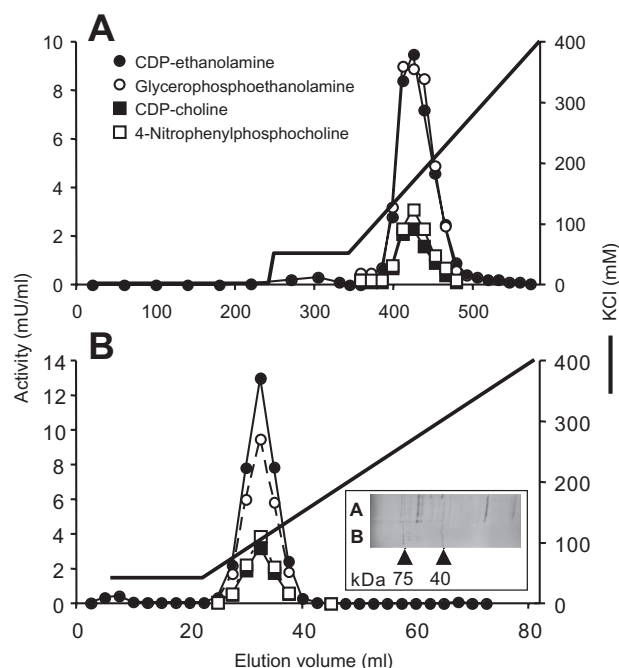 A
CDP-ethanolamine
Glycerophosphoethanolamine
CDP-choline
4-Nitrophenylphosphocholine
10
8
6
4
2
0
400
300
200
100
0
0 100 200 300 400 500
Activity (mU/ml)
KCl (mM)
B
14
12
10
8
6
4
2
0
400
300
200
100
0
A
B
kDa 75 40
0 20 40 60 80
Elution volume (ml)